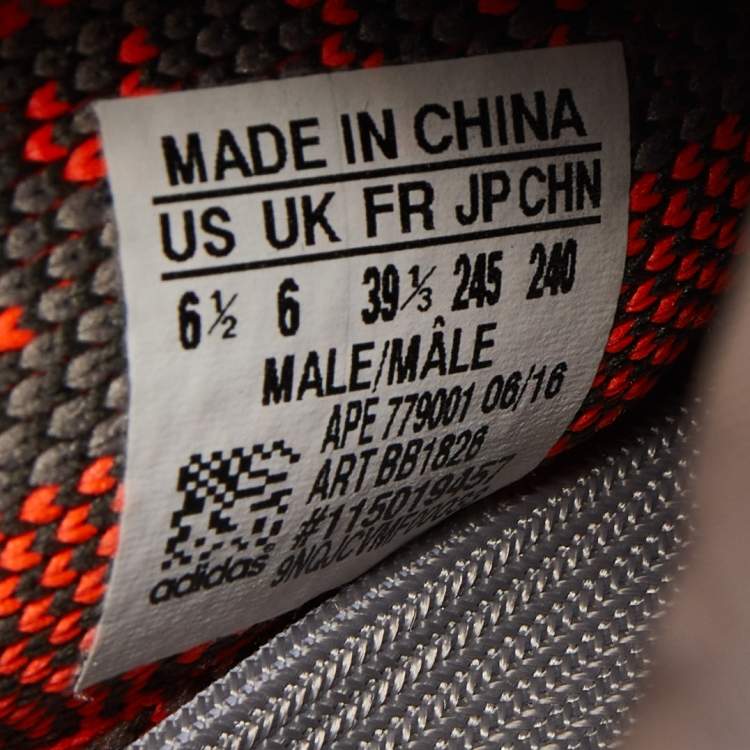 MADE IN CHINA
US UK FR JP CHN
6½ 6 39⅓ 245 240
MALE/MÂLE
APE 779001 06/16
ART BB1826
#115019457
adidas®